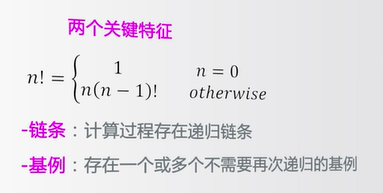 两个关键特征
n! = { 1 n = 0
n(n − 1)! otherwise
-链条：计算过程存在递归链条
-基例：存在一个或多个不需要再次递归的基例